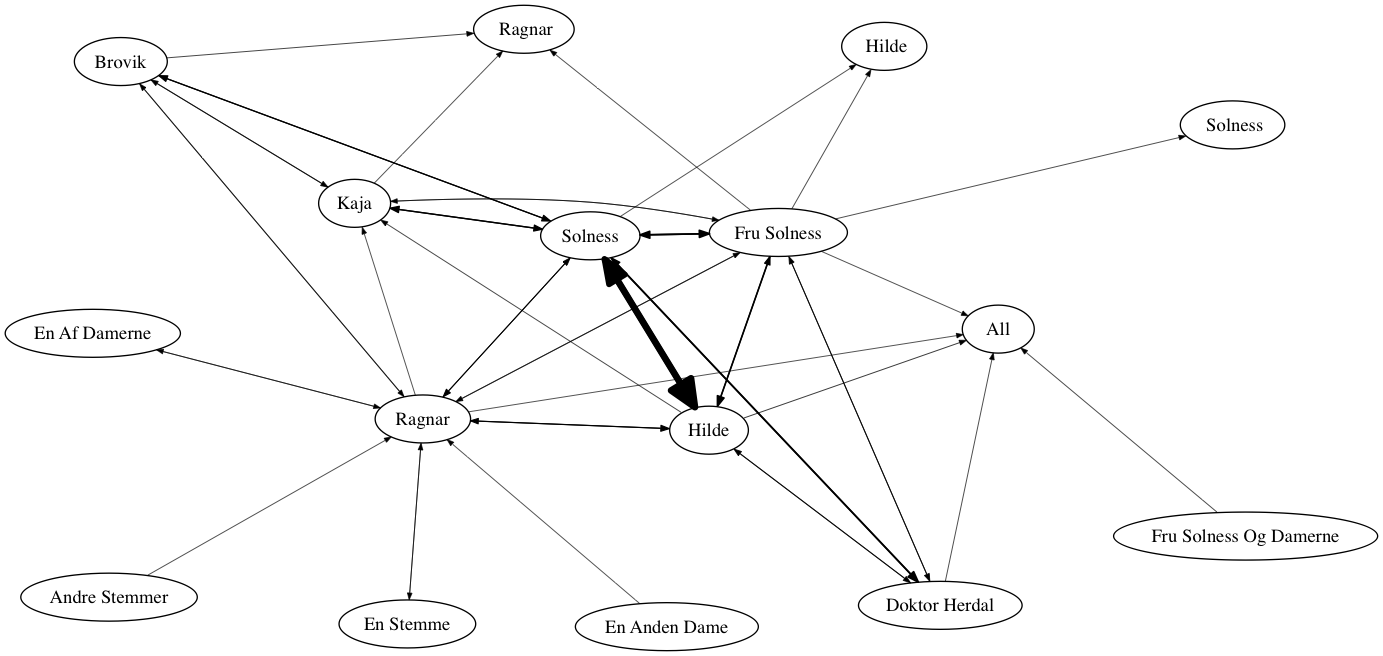 Ragnar
Hilde
Brovik
Solness
Kaja
Solness
Fru Solness
En Af Damerne
All
Ragnar
Hilde
Fru Solness Og Damerne
Andre Stemmer
Doktor Herdal
En Stemme
En Anden Dame